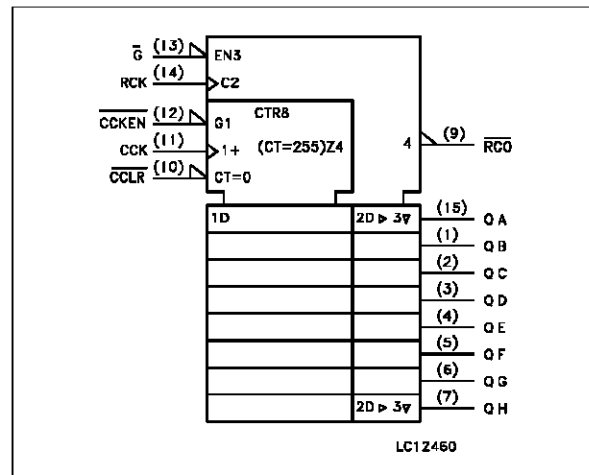 G (13) EN3
RCK (14) C2
CCKEN (12) G1 CTR8
CCK (11) 1+ (CT=255)Z4 4 (9) RCO
CCLR (10) CT=0
1D 2D ▷ 3▽ (15) QA
(1) QB
(2) QC
(3) QD
(4) QE
(5) QF
(6) QG
2D ▷ 3▽ (7) QH
LC12460